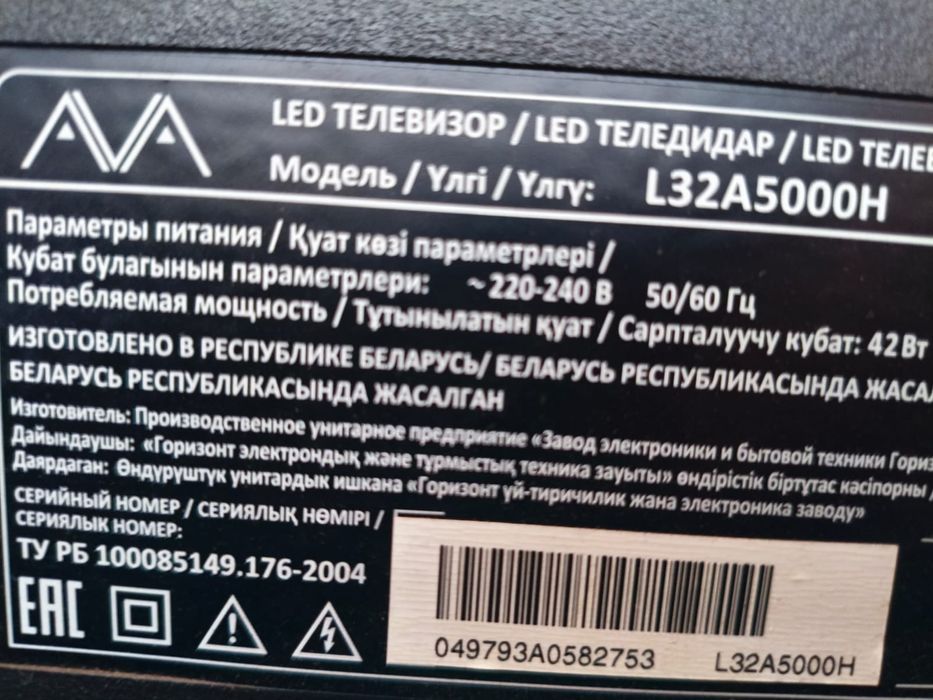 AVA
LED ТЕЛЕВИЗОР / LED ТЕЛЕДИДАР / LED
Модель / Үлгі / Үлгү: L32A5000H
Параметры питания / Қуат көзі параметрлері /
Кубат булагынын параметрлери: ~ 220-240 В 50/60 Гц
Потребляемая мощность / Тұтынылатын қуат / Сарпталуучу кубат: 42 Вт
ИЗГОТОВЛЕНО В РЕСПУБЛИКЕ БЕЛАРУСЬ/ БЕЛАРУСЬ РЕСПУБЛИКАСЫНДА
БЕЛАРУСЬ РЕСПУБЛИКАСЫНДА ЖАСАЛГАН
Изготовитель: Производственное унитарное предприятие «Завод электроники и бытовой техники
Дайындаушы: «Горизонт электрондық және тұрмыстық техника зауыты» өндірістік біртұтас кәсіпорны /
Даярдаган: Өндүруштүк унитардык ишкана «Горизонт үй-тиричилик жана электроника заводу»
СЕРИЙНЫЙ НОМЕР / СЕРИЯЛЫҚ НӨМІРІ /
СЕРИЯЛЫК НОМЕР:
ТУ РБ 100085149.176-2004
EAC
049793A0582753 L32A5000H